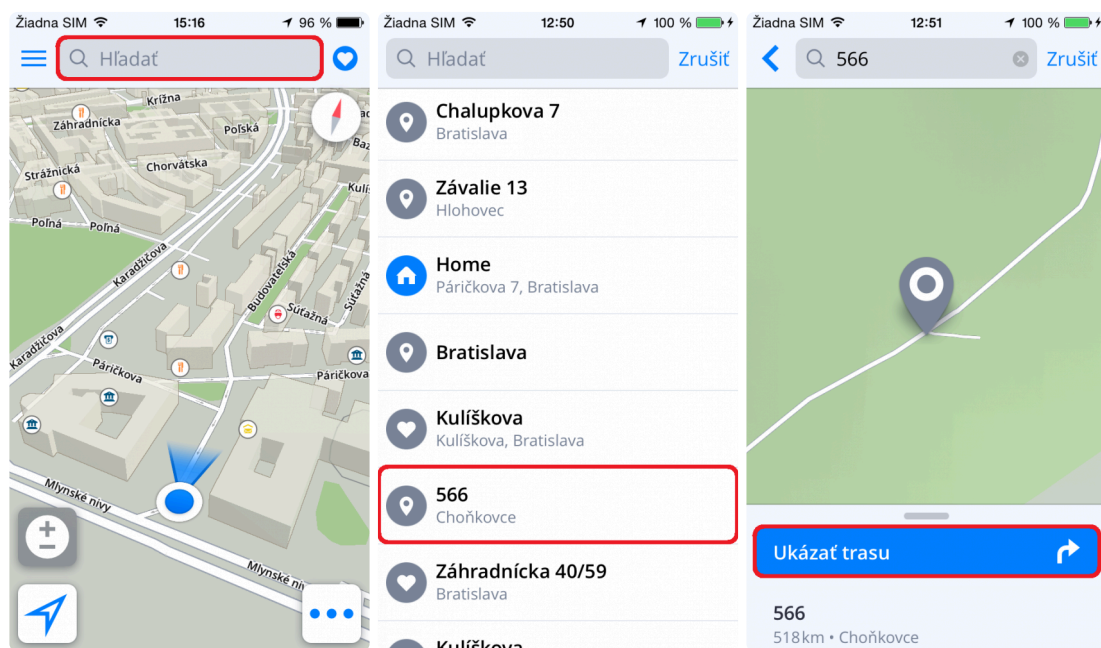 Žiadna SIM 15:16 96 %
Hľadať
Krížna
Záhradnícka
Poľská
Strážnícka
Chorvátska
Poľná Poľná
Karadžičova
Budovateľská
Súťažná
Súťažná
Karadžičova
Páričkova
Páričkova
Mlynské nivy
Mlynské niv
Žiadna SIM 12:50 100 %
Hľadať Zrušiť
Chalupkova 7
Bratislava
Závalie 13
Hlohovec
Home
Páričkova 7, Bratislava
Bratislava
Kulíškova
Kulíškova, Bratislava
566
Choňkovce
Záhradnícka 40/59
Bratislava
Kulíškova
Žiadna SIM 12:51 100 %
566 Zrušiť
Ukázať trasu
566
518km • Choňkovce